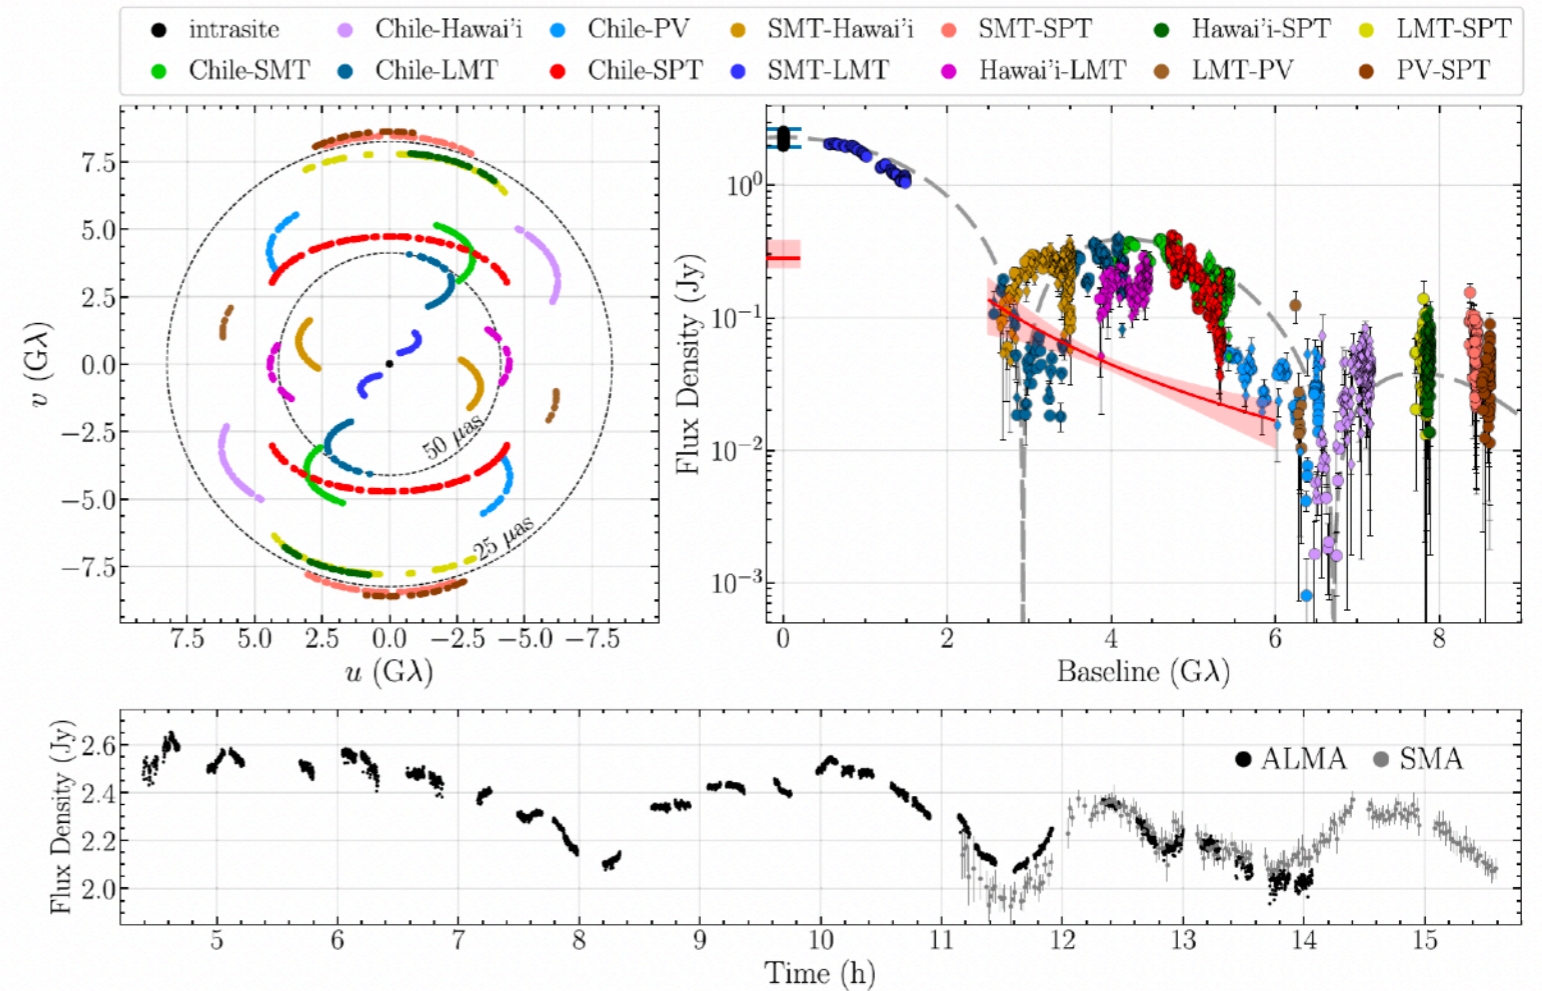 intrasite Chile-Hawai'i Chile-PV SMT-Hawai'i SMT-SPT Hawai'i-SPT LMT-SPT
Chile-SMT Chile-LMT Chile-SPT SMT-LMT Hawai'i-LMT LMT-PV PV-SPT
v (Gλ)
7.5
5.0
2.5
0.0
−2.5
−5.0
−7.5
50 μas
25 μas
7.5 5.0 2.5 0.0 −2.5 −5.0 −7.5
u (Gλ)
Flux Density (Jy)
10⁰
10⁻¹
10⁻²
10⁻³
0 2 4 6 8
Baseline (Gλ)
Flux Density (Jy)
2.6
2.4
2.2
2.0
ALMA SMA
5 6 7 8 9 10 11 12 13 14 15
Time (h)